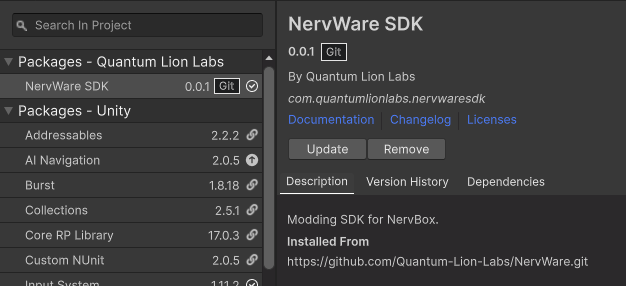 Search In Project
Packages - Quantum Lion Labs
NervWare SDK 0.0.1 Git
Packages - Unity
Addressables 2.2.2
AI Navigation 2.0.5
Burst 1.8.18
Collections 2.5.1
Core RP Library 17.0.3
Custom NUnit 2.0.5
Input System 1.11.2
NervWare SDK
0.0.1 Git
By Quantum Lion Labs
com.quantumlionlabs.nervwaresdk
Documentation Changelog Licenses
Update Remove
Description Version History Dependencies
Modding SDK for NervBox.
Installed From
https://github.com/Quantum-Lion-Labs/NervWare.git